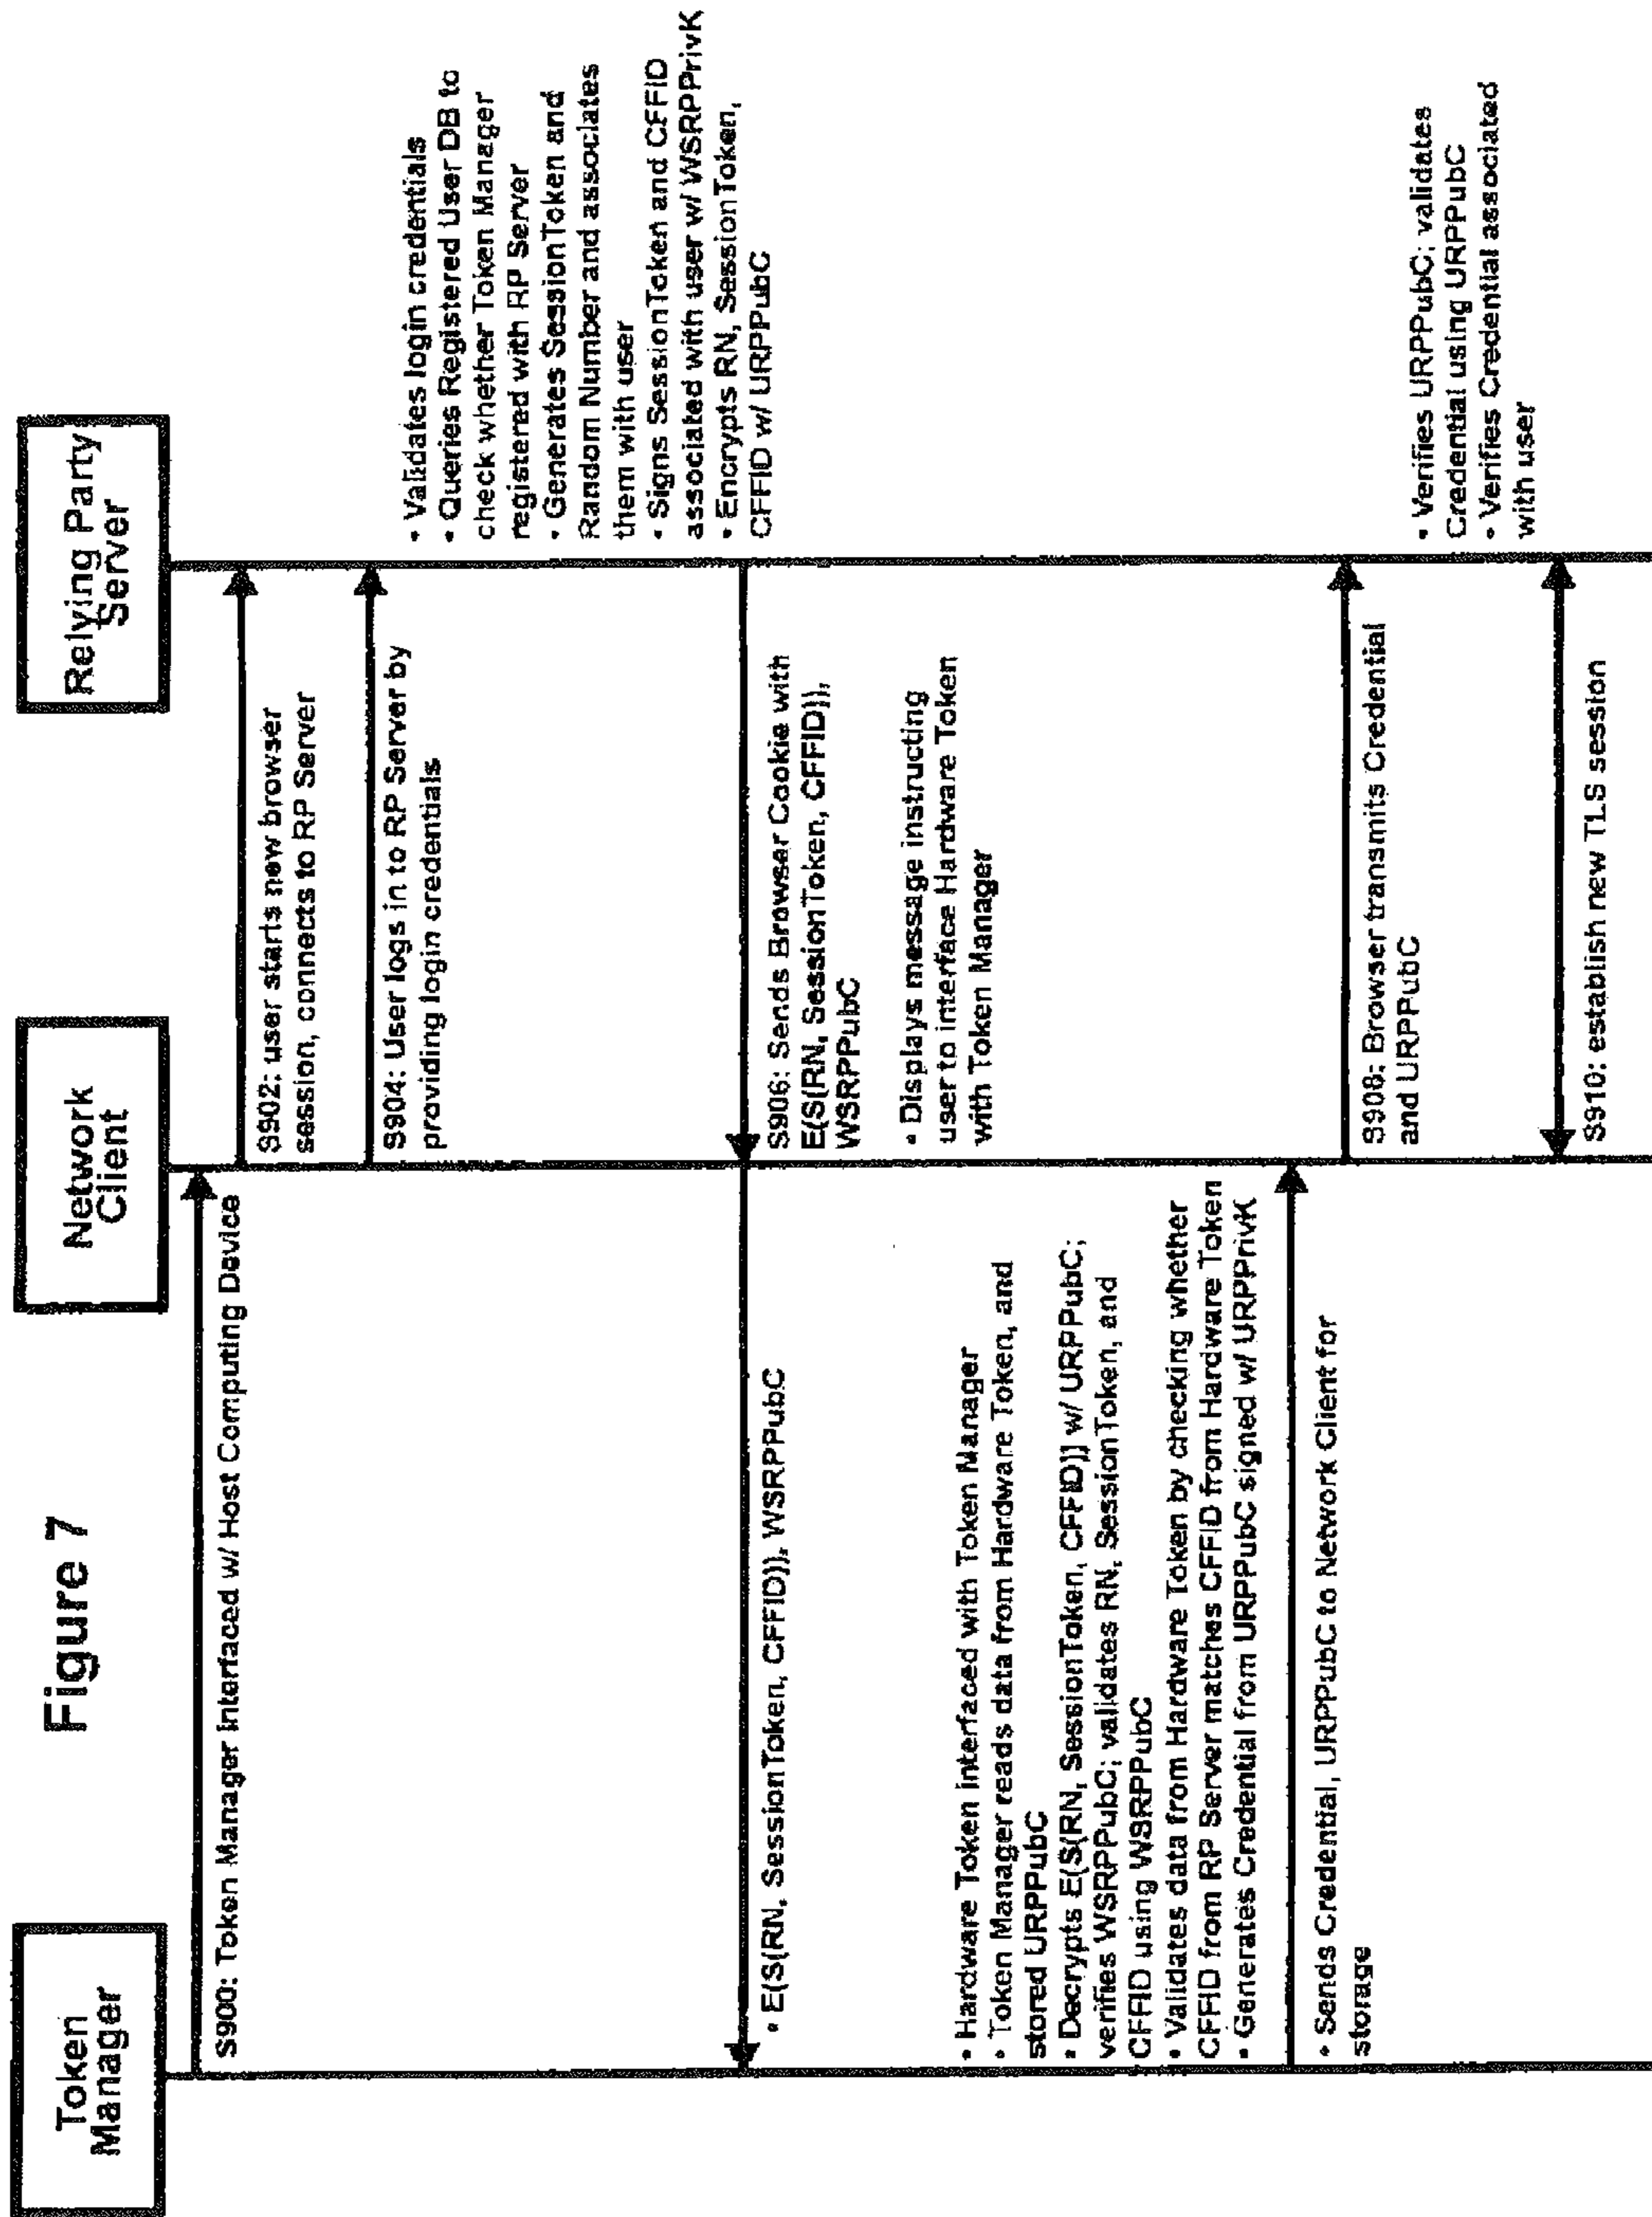 Figure 7
Token
Manager
Network
Client
Relying Party
Server
S900: Token Manager Interfaced w/ Host Computing Device
S902: user starts new browser
session, connects to RP Server
S904: User logs in to RP Server by
providing login credentials
• Validates login credentials
• Queries Registered User DB to
check whether Token Manager
registered with RP Server
• Generates SessionToken and
Random Number and associates
them with user
• Signs SessionToken and CFFID
associated with user w/ WSRPPrivK
• Encrypts RN, SessionToken,
CFFID w/ URPPubC
S906: Sends Browser Cookie with
E(S(RN, SessionToken, CFFID)),
WSRPPubC
• Displays message instructing
user to interface Hardware Token
with Token Manager
• E(S(RN, SessionToken, CFFID)), WSRPPubC
• Hardware Token interfaced with Token Manager
• Token Manager reads data from Hardware Token, and
stored URPPubC
• Decrypts E(S(RN, SessionToken, CFFID)] w/ URPPubC;
verifies WSRPPubC; validates RN, SessionToken, and
CFFID using WSRPPubC
• Validates data from Hardware Token by checking whether
CFFID from RP Server matches CFFID from Hardware Token
• Generates Credential from URPPubC signed w/ URPPrivK
• Sends Credential, URPPubC to Network Client for
storage
S908: Browser transmits Credential
and URPPubC
• Verifies URPPubC; validates
Credential using URPPubC
• Verifies Credential associated
with user
S910: establish new TLS session